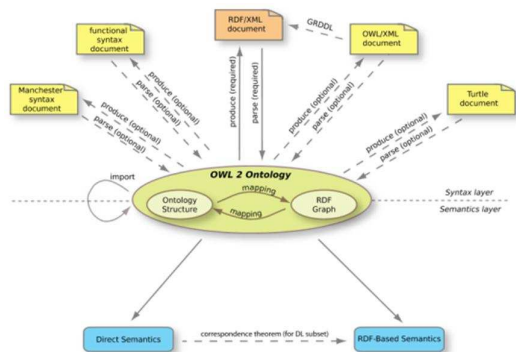 functional
syntax
document
RDF/XML
document
GRDDL
OWL/XML
document
Manchester
syntax
document
Turtle
document
produce (optional)
parse (optional)
produce (optional)
parse (optional)
produce (required)
parse (required)
produce (optional)
parse (optional)
produce (optional)
parse (optional)
OWL 2 Ontology
import
mapping
Ontology
Structure
RDF
Graph
mapping
Syntax layer
Semantics layer
Direct Semantics
correspondence theorem (for DL subset)
RDF-Based Semantics